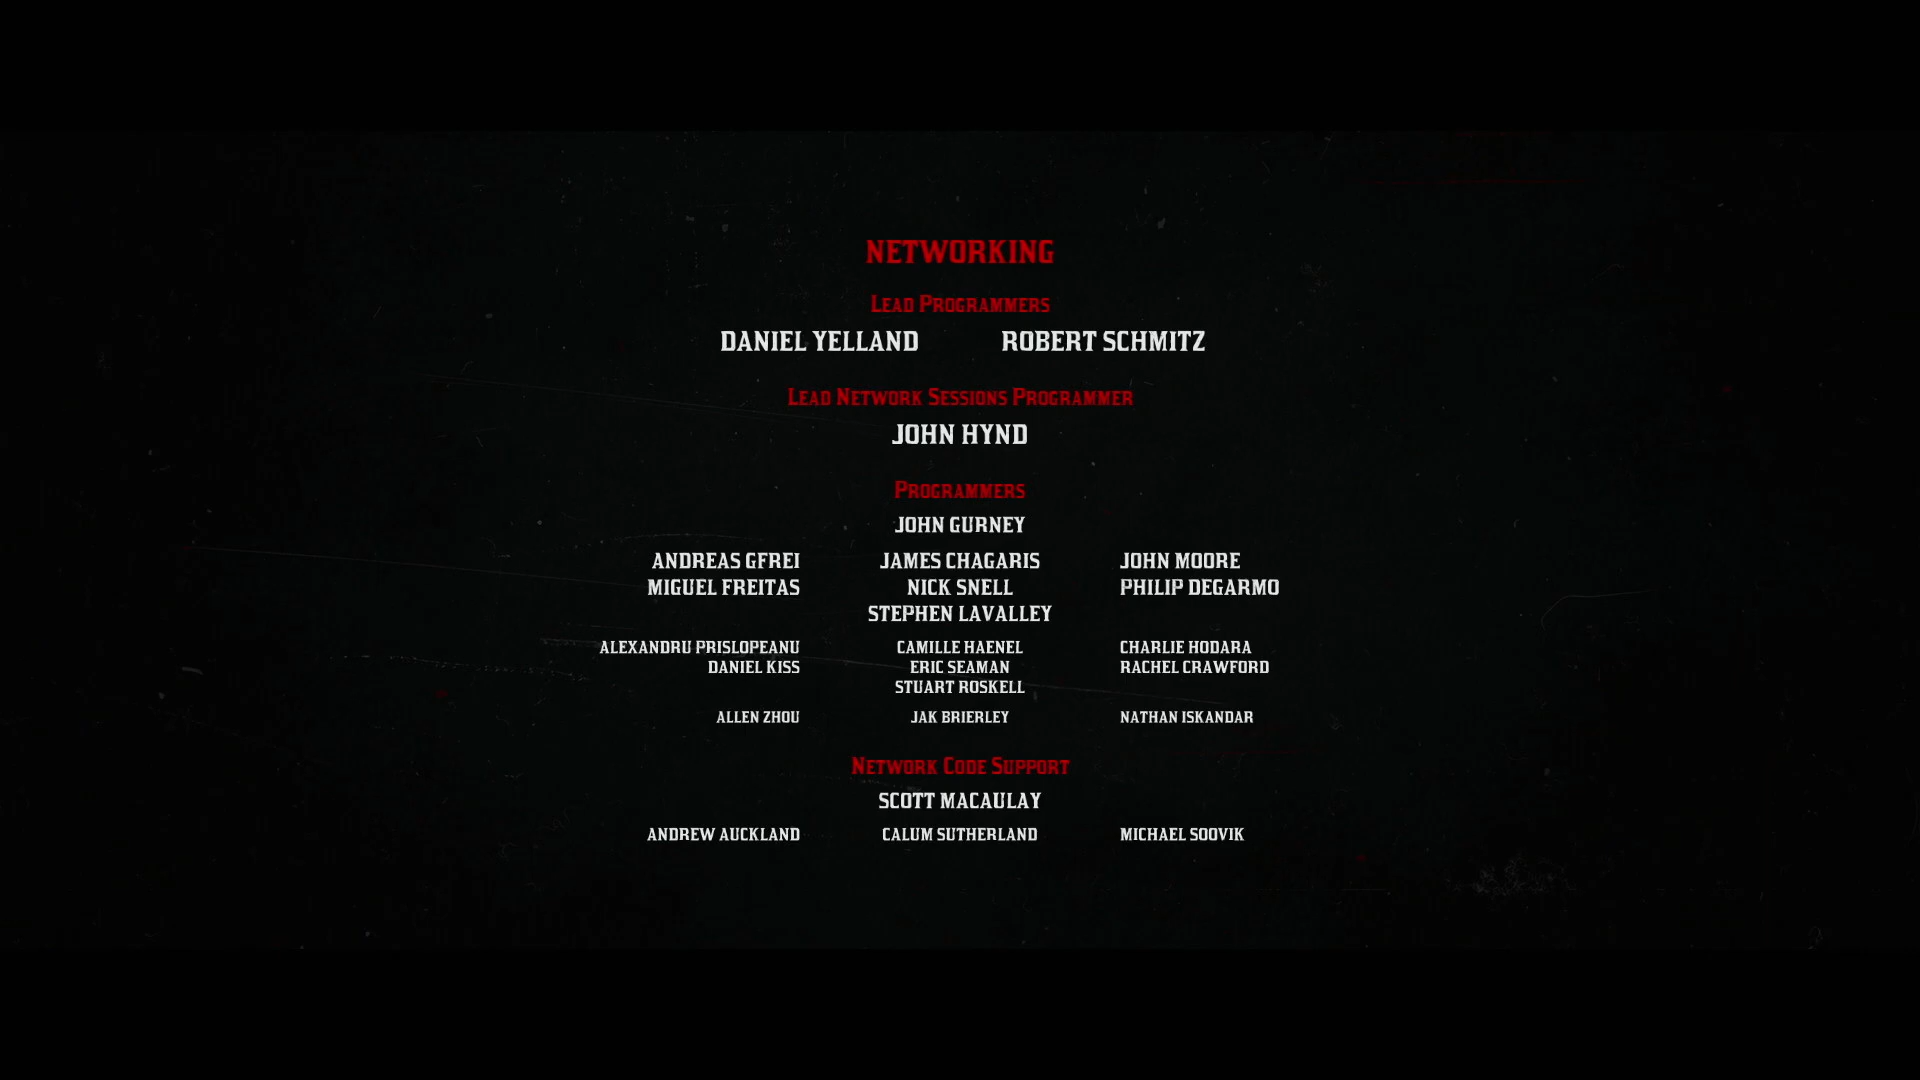 NETWORKING
LEAD PROGRAMMERS
DANIEL YELLAND ROBERT SCHMITZ
LEAD NETWORK SESSIONS PROGRAMMER
JOHN HYND
PROGRAMMERS
JOHN GURNEY
ANDREAS GFREI JAMES CHAGARIS JOHN MOORE
MIGUEL FREITAS NICK SNELL PHILIP DEGARMO
STEPHEN LAVALLEY
ALEXANDRU PRISLOPEANU CAMILLE HAENEL CHARLIE HODARA
DANIEL KISS ERIC SEAMAN RACHEL CRAWFORD
STUART ROSKELL
ALLEN ZHOU JAK BRIERLEY NATHAN ISKANDAR
NETWORK CODE SUPPORT
SCOTT MACAULAY
ANDREW AUCKLAND CALUM SUTHERLAND MICHAEL SOOVIK